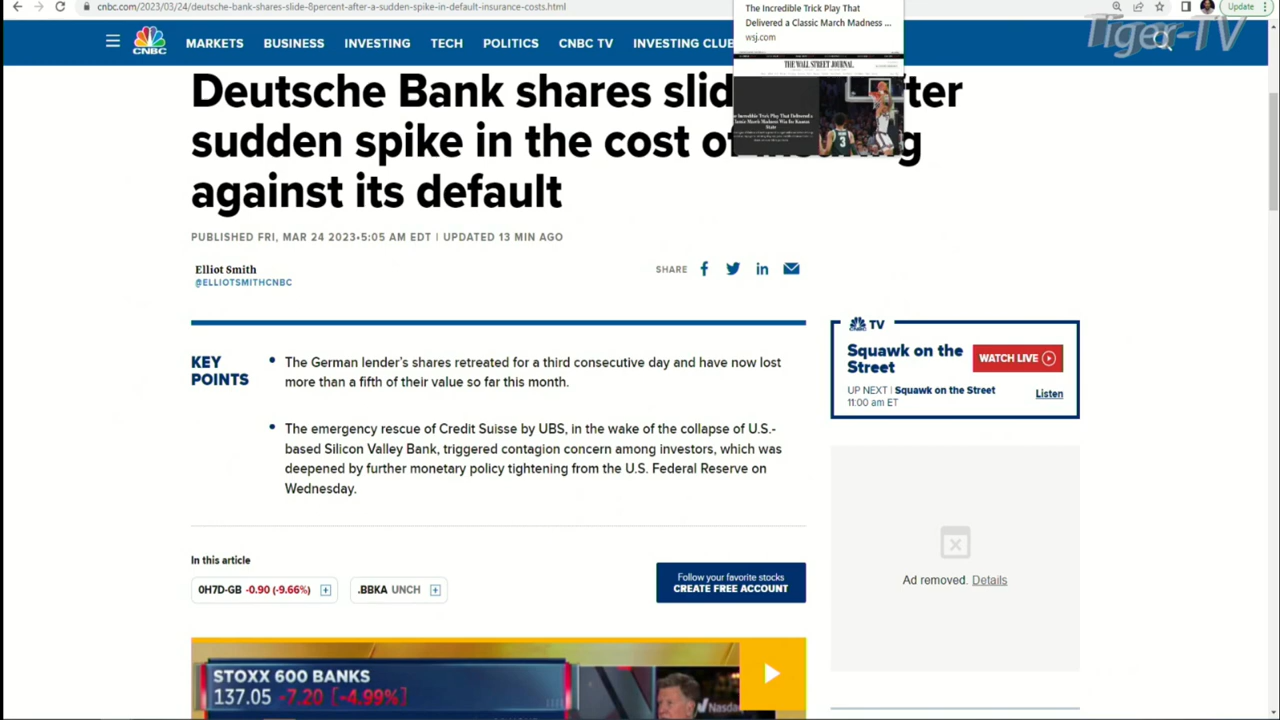 cnbc.com/2023/03/24/deutsche-bank-shares-slide-8percent-after-a-sudden-spike-in-default-insurance-costs.html
Update
The Incredible Trick Play That
Delivered a Classic March Madness ...
wsj.com
THE WALL STREET JOURNAL
Tiger-TV
CNBC
MARKETS BUSINESS INVESTING TECH POLITICS CNBC TV INVESTING CLUB
Deutsche Bank shares slid ter
sudden spike in the cost of
against its default
PUBLISHED FRI, MAR 24 2023•5:05 AM EDT | UPDATED 13 MIN AGO
Elliot Smith
@ELLIOTSMITHCNBC
SHARE
KEY
POINTS
The German lender's shares retreated for a third consecutive day and have now lost
more than a fifth of their value so far this month.
The emergency rescue of Credit Suisse by UBS, in the wake of the collapse of U.S.-
based Silicon Valley Bank, triggered contagion concern among investors, which was
deepened by further monetary policy tightening from the U.S. Federal Reserve on
Wednesday.
CNBC TV
Squawk on the
Street
WATCH LIVE
UP NEXT | Squawk on the Street
11:00 am ET
Listen
Ad removed. Details
In this article
0H7D-GB -0.90 (-9.66%)
.BBKA UNCH
Follow your favorite stocks
CREATE FREE ACCOUNT
STOXX 600 BANKS
137.05 -7.20 [-4.99%]
Nasdaq